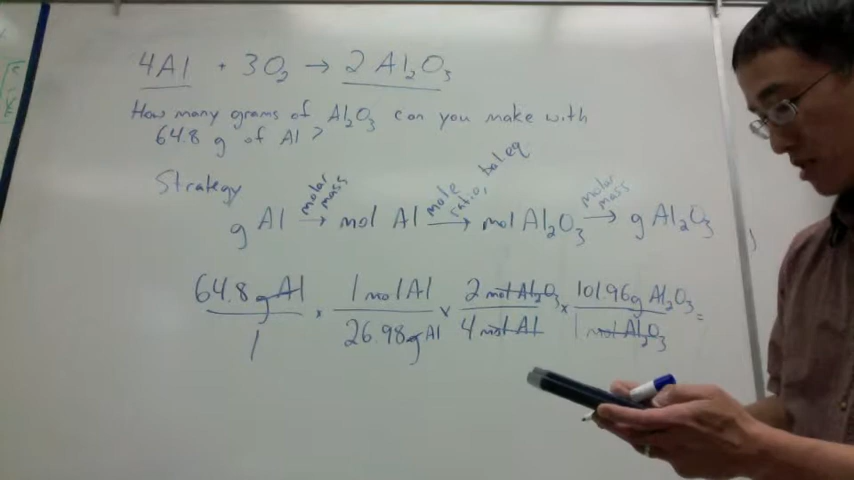 4Al + 3O₂ → 2 Al₂O₃
How many grams of Al₂O₃ can you make with
64.8 g of Al ?
Strategy
g Al → molar mass mol Al → mole ratio, bal eq mol Al₂O₃ → molar mass g Al₂O₃
64.8 g Al × 1 mol Al × 2 mol Al₂O₃ × 101.96 g Al₂O₃ =
1 26.98 g Al 4 mol Al 1 mol Al₂O₃